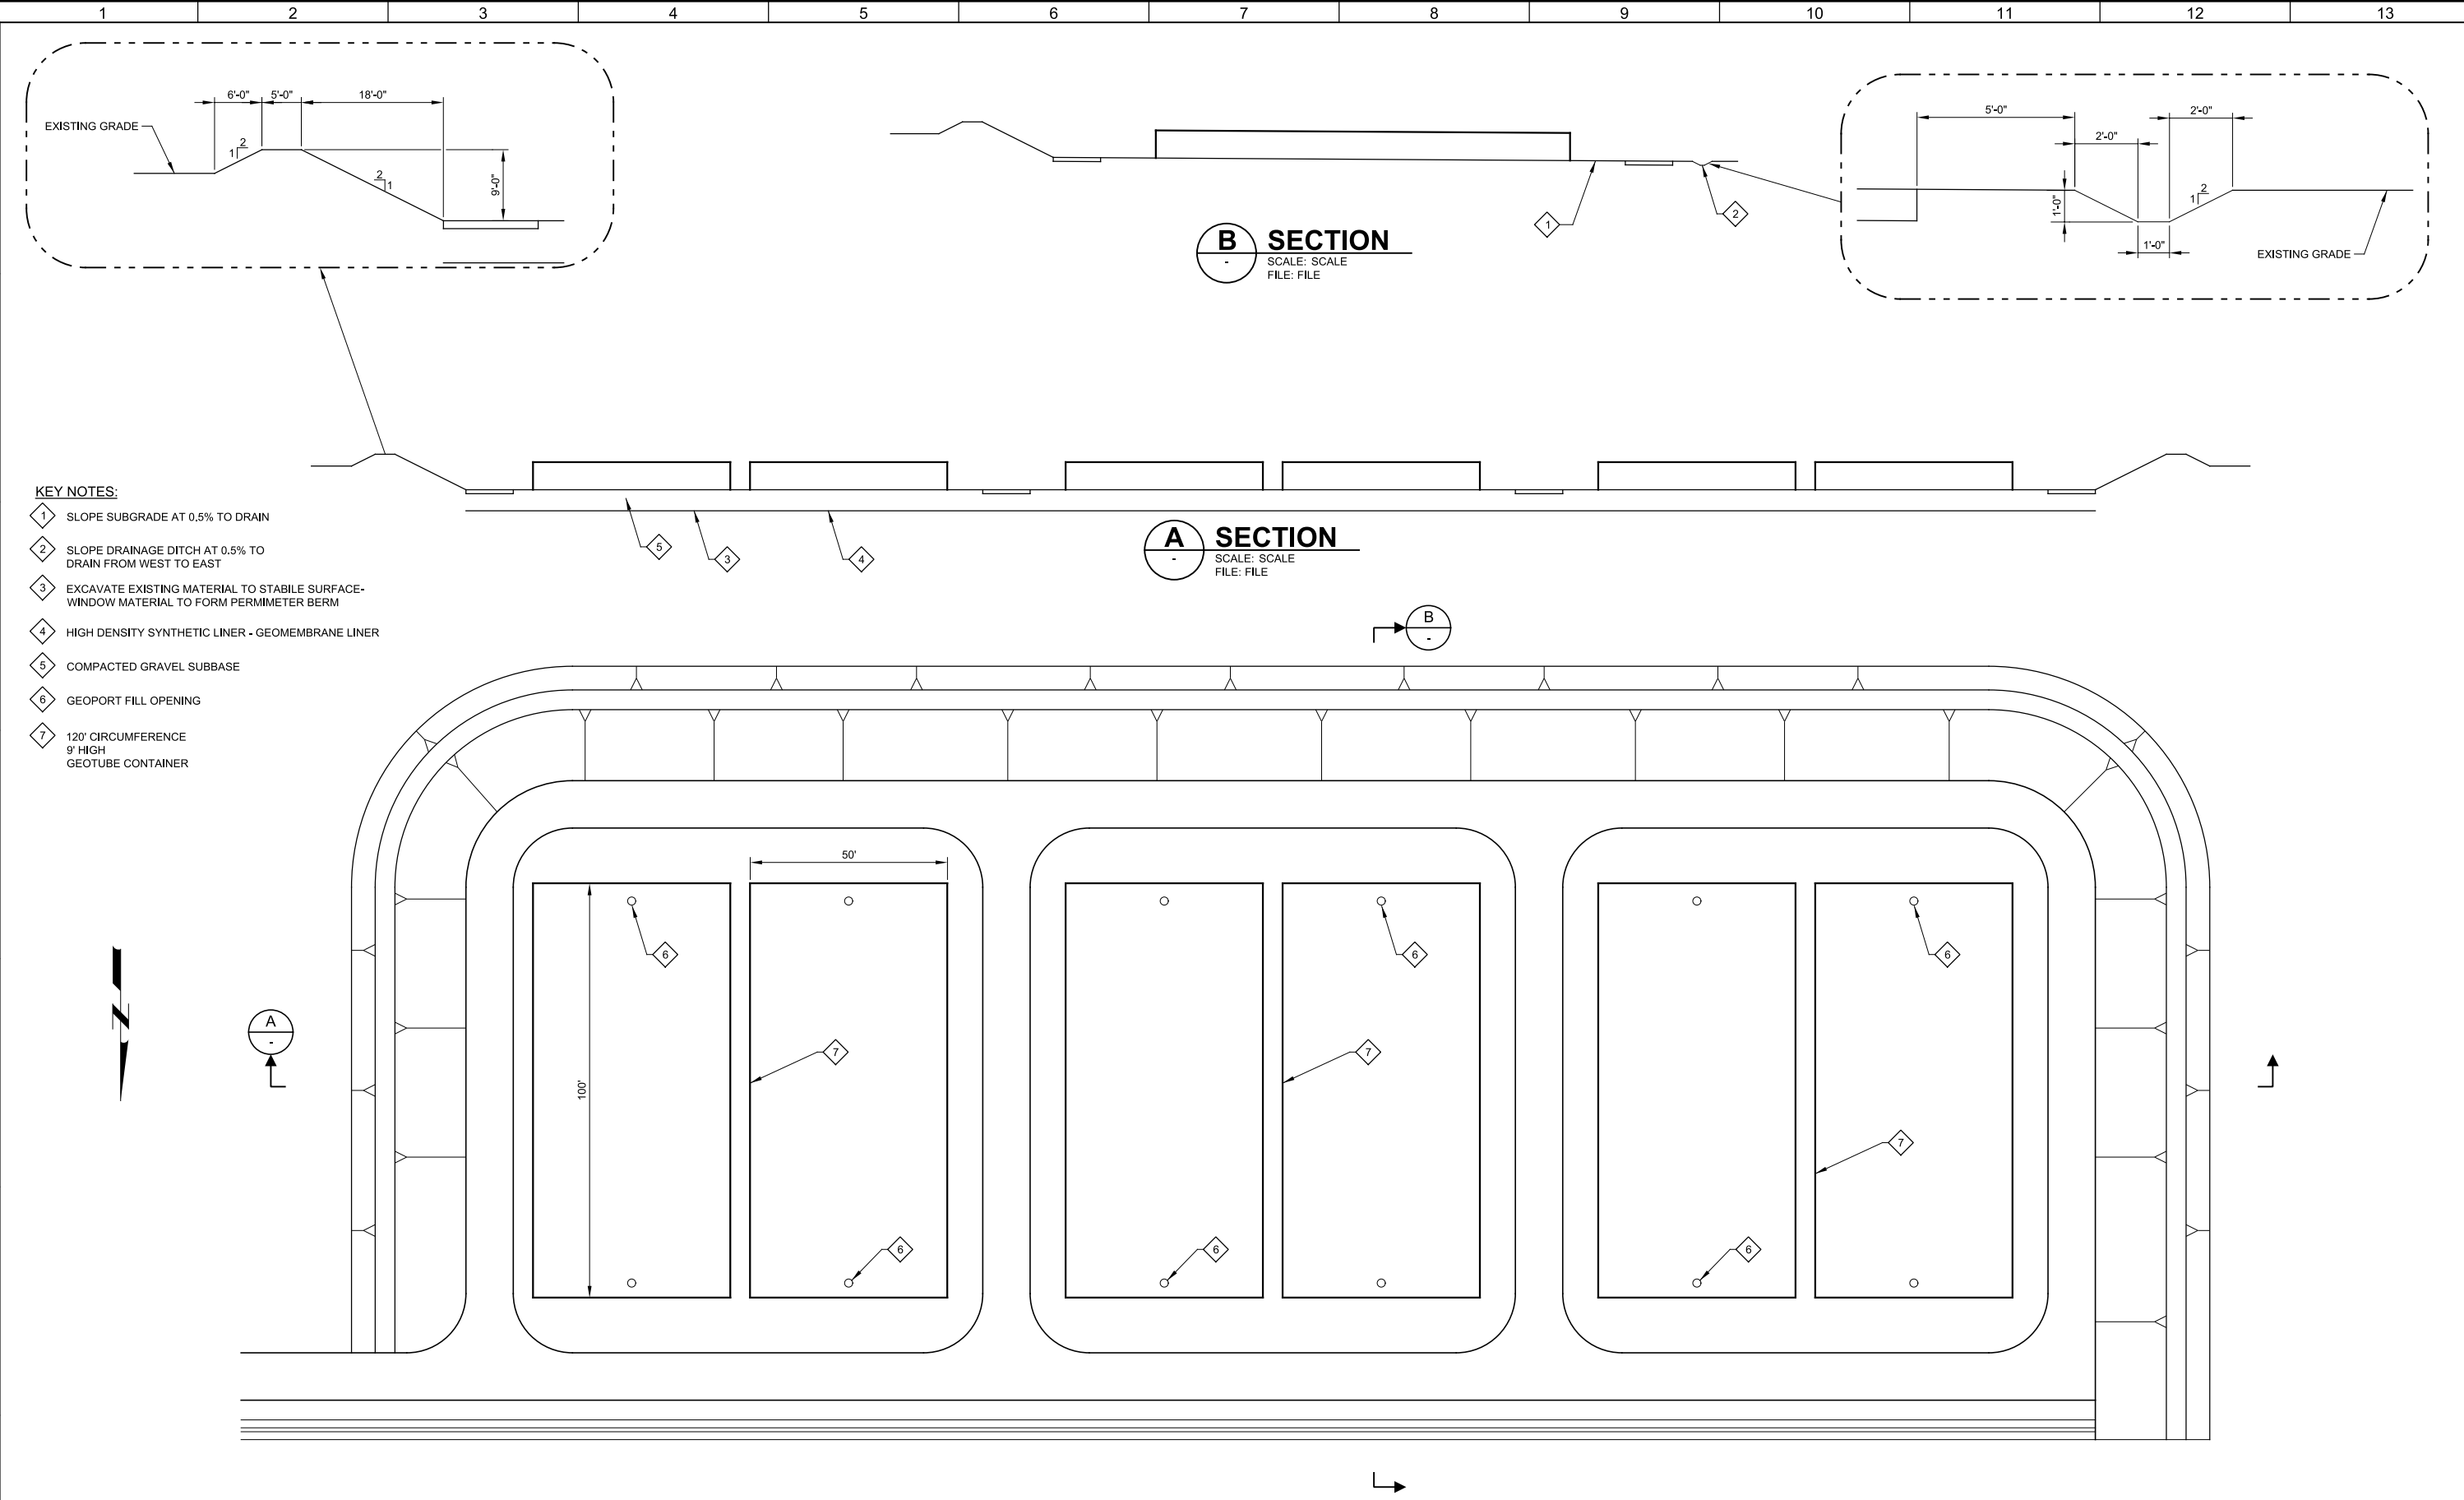 1 2 3 4 5 6 7 8 9 10 11 12 13
6'-0" 5'-0" 18'-0"
EXISTING GRADE
2
1
2
1
9'-0"
1
2
B SECTION
-
SCALE: SCALE
FILE: FILE
5'-0"
2'-0"
2'-0"
2
1
1'-0"
1'-0"
EXISTING GRADE
KEY NOTES:
1 SLOPE SUBGRADE AT 0.5% TO DRAIN
2 SLOPE DRAINAGE DITCH AT 0.5% TO
DRAIN FROM WEST TO EAST
3 EXCAVATE EXISTING MATERIAL TO STABILE SURFACE-
WINDOW MATERIAL TO FORM PERMIMETER BERM
4 HIGH DENSITY SYNTHETIC LINER - GEOMEMBRANE LINER
5 COMPACTED GRAVEL SUBBASE
6 GEOPORT FILL OPENING
7 120' CIRCUMFERENCE
9' HIGH
GEOTUBE CONTAINER
5
3
4
A SECTION
-
SCALE: SCALE
FILE: FILE
B
-
50'
6
6
6
N
A
-
7
7
100'
7
6
6
6